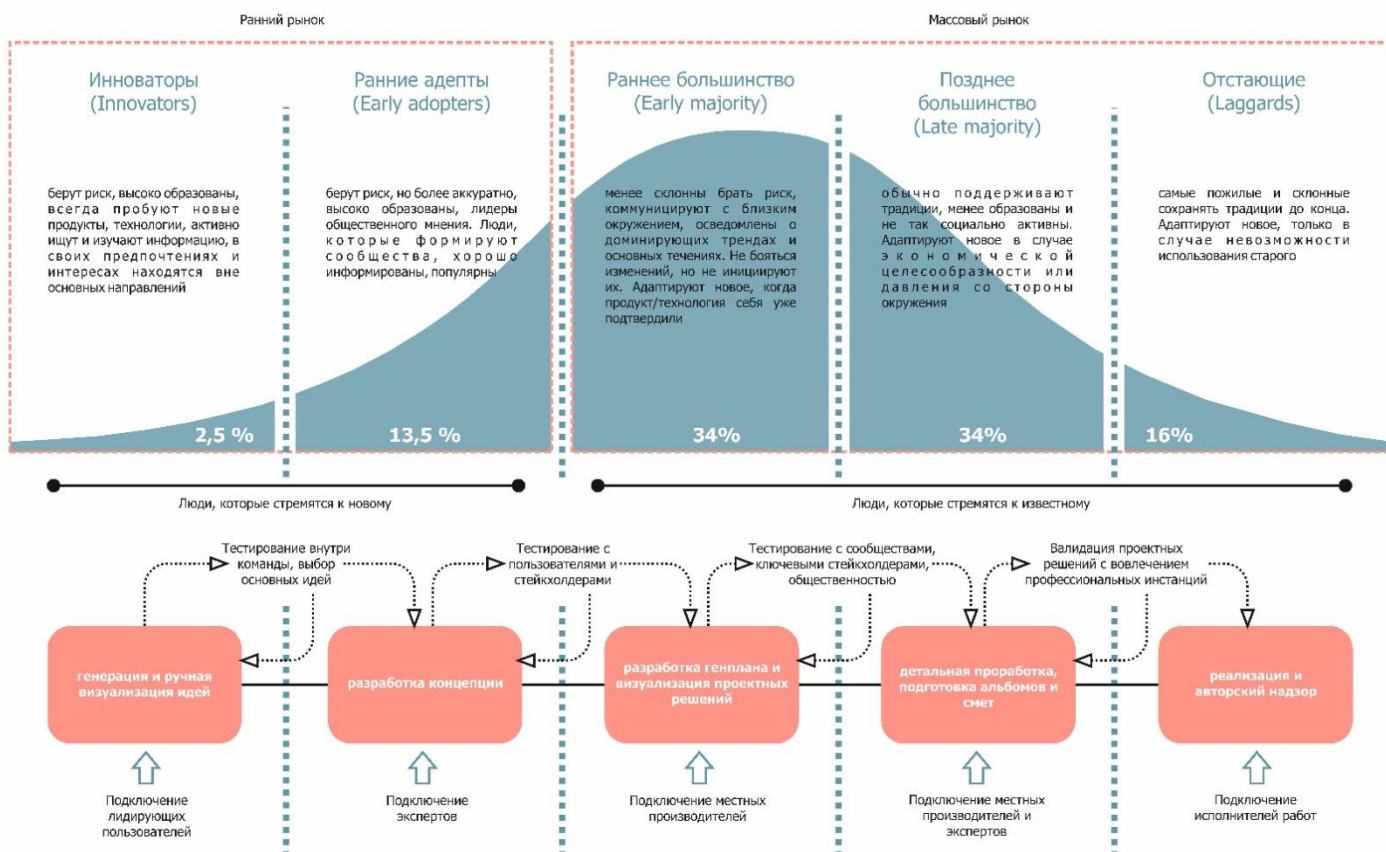 Ранний рынок
Массовый рынок
Инноваторы
(Innovators)
Ранние адепты
(Early adopters)
Раннее большинство
(Early majority)
Позднее
большинство
(Late majority)
Отстающие
(Laggards)
берут риск, высоко образованы,
всегда пробуют новые
продукты, технологии, активно
ищут и изучают информацию, в
своих предпочтениях и
интересах находятся вне
основных направлений
берут риск, но более аккуратно,
высоко образованы, лидеры
общественного мнения. Люди,
которые формируют
сообщества, хорошо
информированы, популярны
менее склонны брать риск,
коммуницируют с близким
окружением, осведомлены о
доминирующих трендах и
основных течениях. Не бояться
изменений, но не инициируют
их. Адаптируют новое, когда
продукт/технология себя уже
подтвердили
обычно поддерживают
традиции, менее образованы и
не так социально активны.
Адаптируют новое в случае
экономической
целесообразности или
давления со стороны
окружения
самые пожилые и склонные
сохранять традиции до конца.
Адаптируют новое, только в
случае невозможности
использования старого
2,5 %
13,5 %
34%
34%
16%
Люди, которые стремятся к новому
Люди, которые стремятся к известному
Тестирование внутри
команды, выбор
основных идей
Тестирование с
пользователями и
стейкхолдерами
Тестирование с сообществами,
ключевыми стейкхолдерами,
общественностью
Валидация проектных
решений с вовлечением
профессиональных инстанций
генерация и ручная
визуализация идей
разработка концепции
разработка генплана и
визуализация проектных
решений
детальная проработка,
подготовка альбомов и
смет
реализация и
авторский надзор
Подключение
лидирующих
пользователей
Подключение
экспертов
Подключение местных
производителей
Подключение местных
производителей и
экспертов
Подключение
исполнителей работ